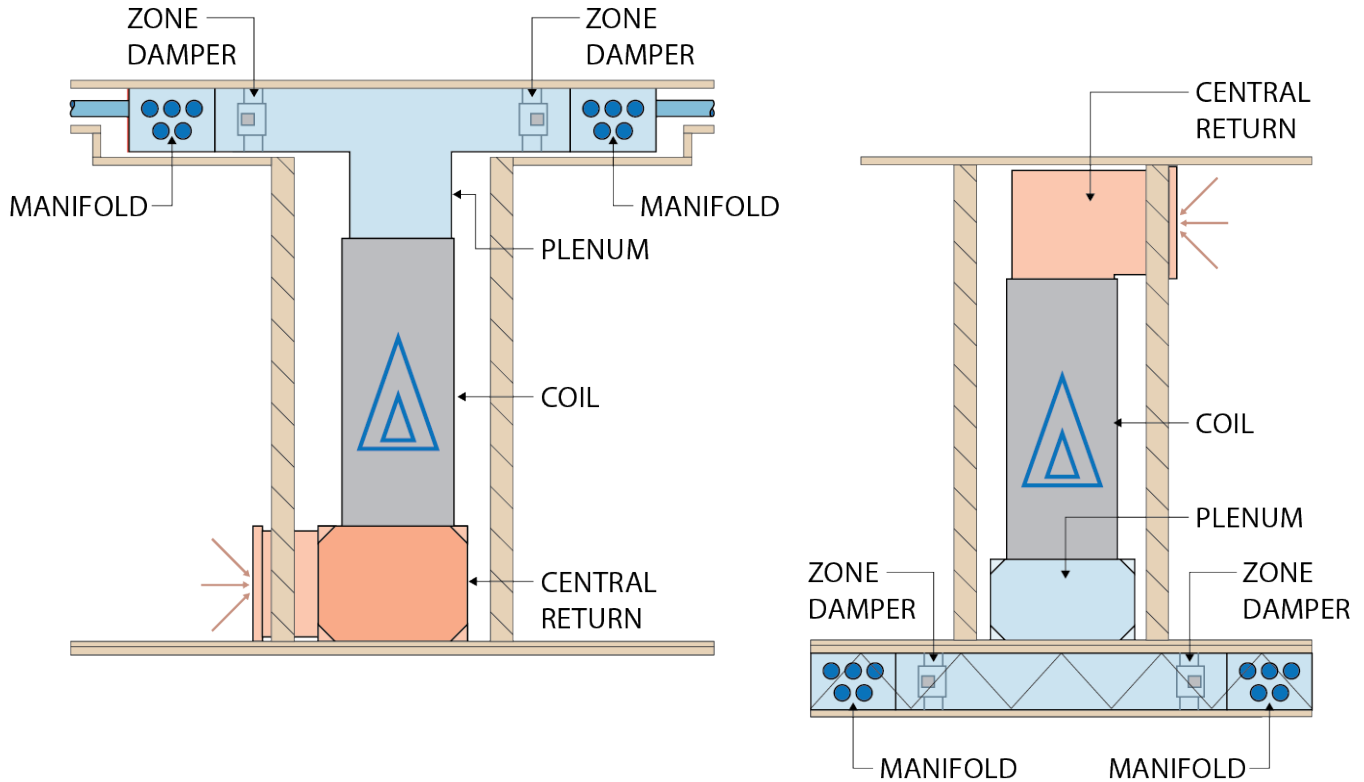 ZONE
DAMPER
ZONE
DAMPER
MANIFOLD
MANIFOLD
PLENUM
COIL
CENTRAL
RETURN
CENTRAL
RETURN
COIL
PLENUM
ZONE
DAMPER
ZONE
DAMPER
MANIFOLD
MANIFOLD